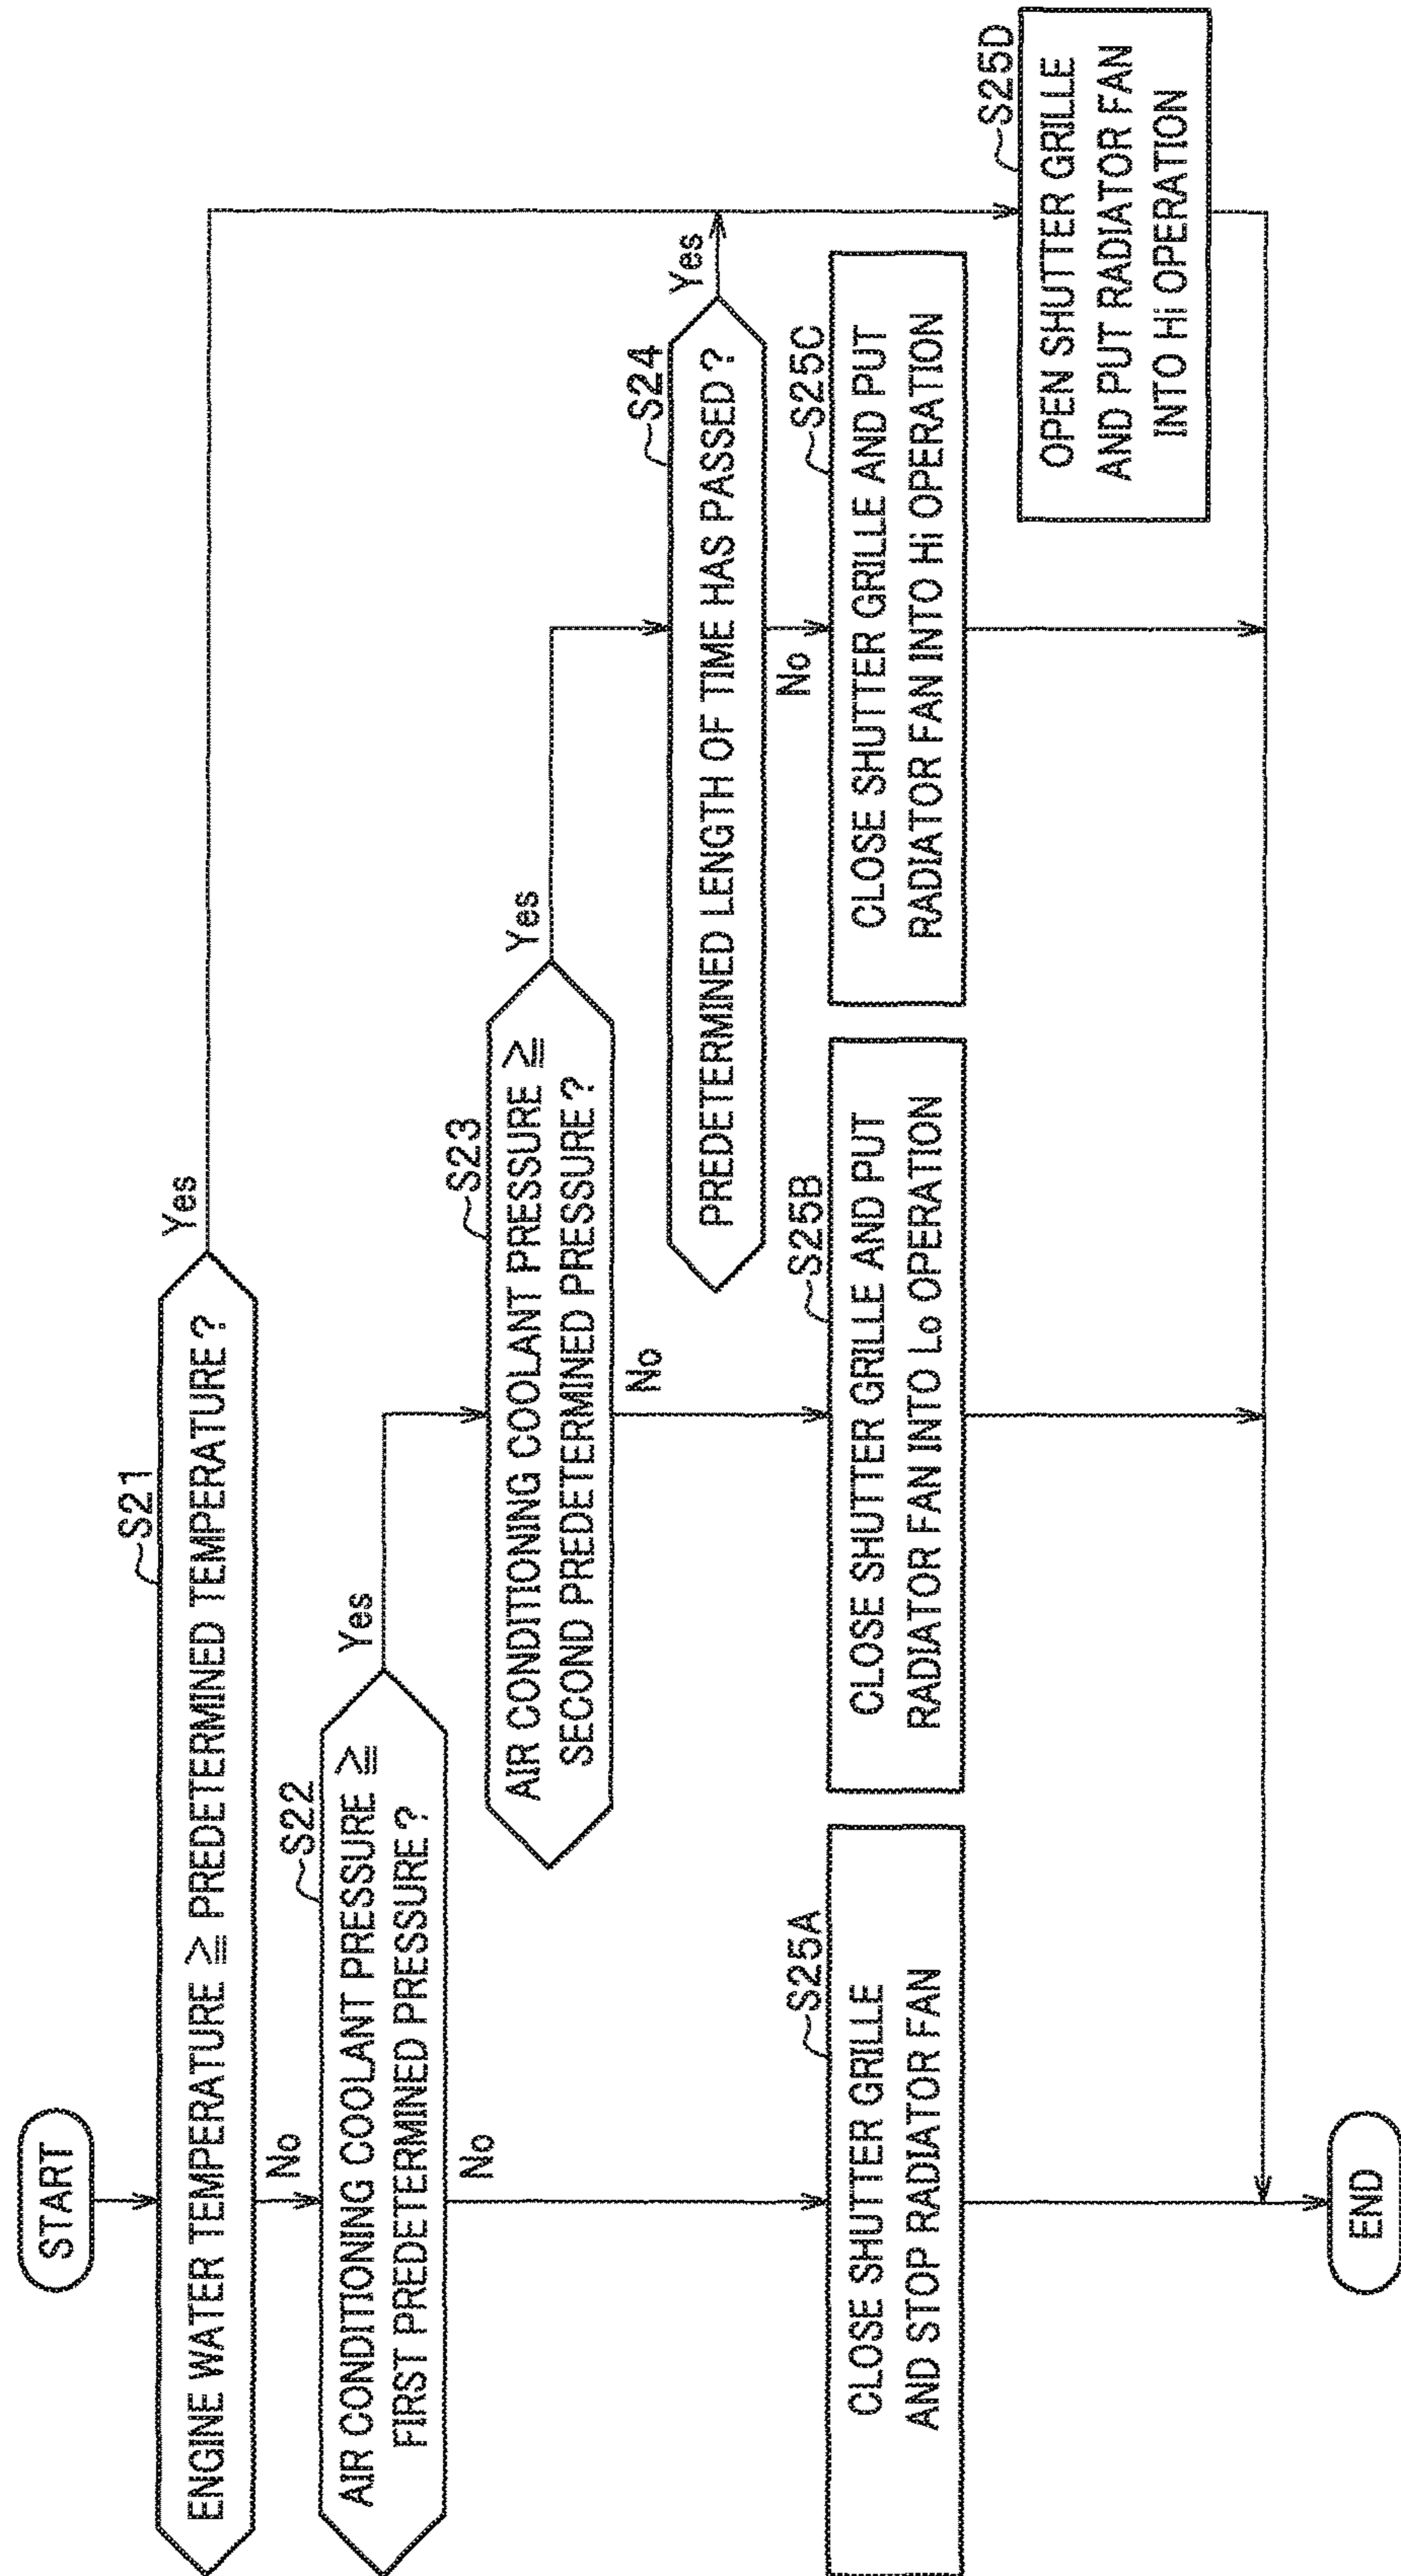 START
S21
ENGINE WATER TEMPERATURE ≧ PREDETERMINED TEMPERATURE?
Yes
No
S22
AIR CONDITIONING COOLANT PRESSURE ≧
FIRST PREDETERMINED PRESSURE?
Yes
No
S23
AIR CONDITIONING COOLANT PRESSURE ≧
SECOND PREDETERMINED PRESSURE?
Yes
No
S24
PREDETERMINED LENGTH OF TIME HAS PASSED?
Yes
No
S25A
CLOSE SHUTTER GRILLE
AND STOP RADIATOR FAN
S25B
CLOSE SHUTTER GRILLE AND PUT
RADIATOR FAN INTO Lo OPERATION
S25C
CLOSE SHUTTER GRILLE AND PUT
RADIATOR FAN INTO Hi OPERATION
S25D
OPEN SHUTTER GRILLE
AND PUT RADIATOR FAN
INTO Hi OPERATION
END